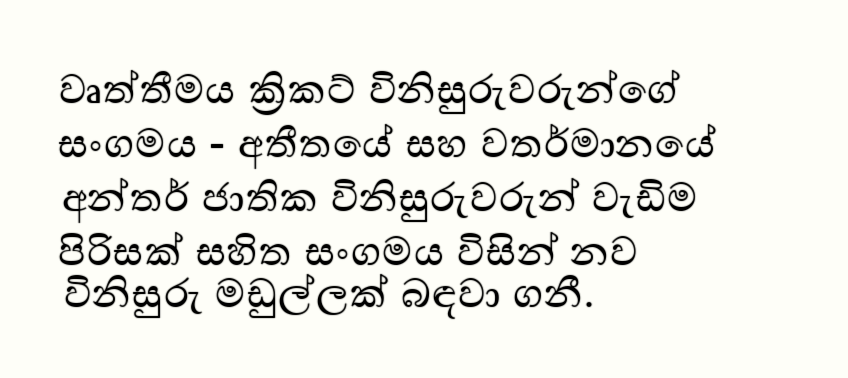 වෘත්තීමය ක්‍රිකට් විනිසුරුවරුන්ගේ
සංගමය - අතීතයේ සහ වතර්මානයේ
අන්තර් ජාතික විනිසුරුවරුන් වැඩිම
පිරිසක් සහිත සංගමය විසින් නව
විනිසුරු මඩුල්ලක් බඳවා ගනී.